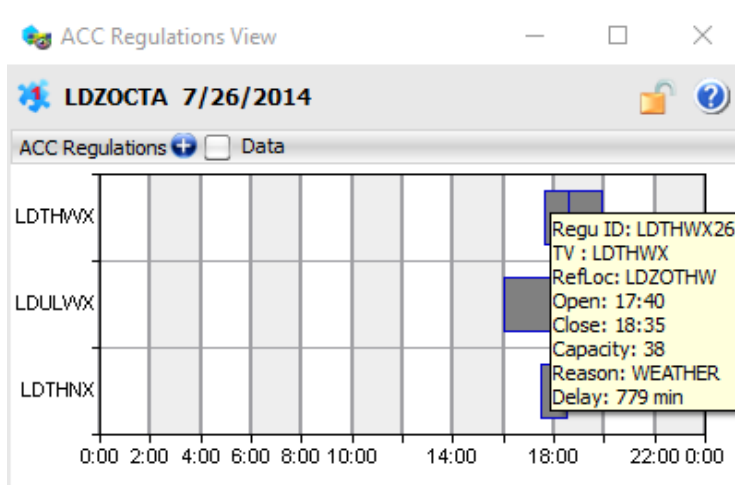 ACC Regulations View
1 LDZOCTA 7/26/2014
ACC Regulations Data
LDTHWX
LDULWX
LDTHNX
Regu ID: LDTHWX26
TV : LDTHWX
RefLoc: LDZOTHW
Open: 17:40
Close: 18:35
Capacity: 38
Reason: WEATHER
Delay: 779 min
0:00 2:00 4:00 6:00 8:00 10:00 14:00 18:00 22:00 0:00